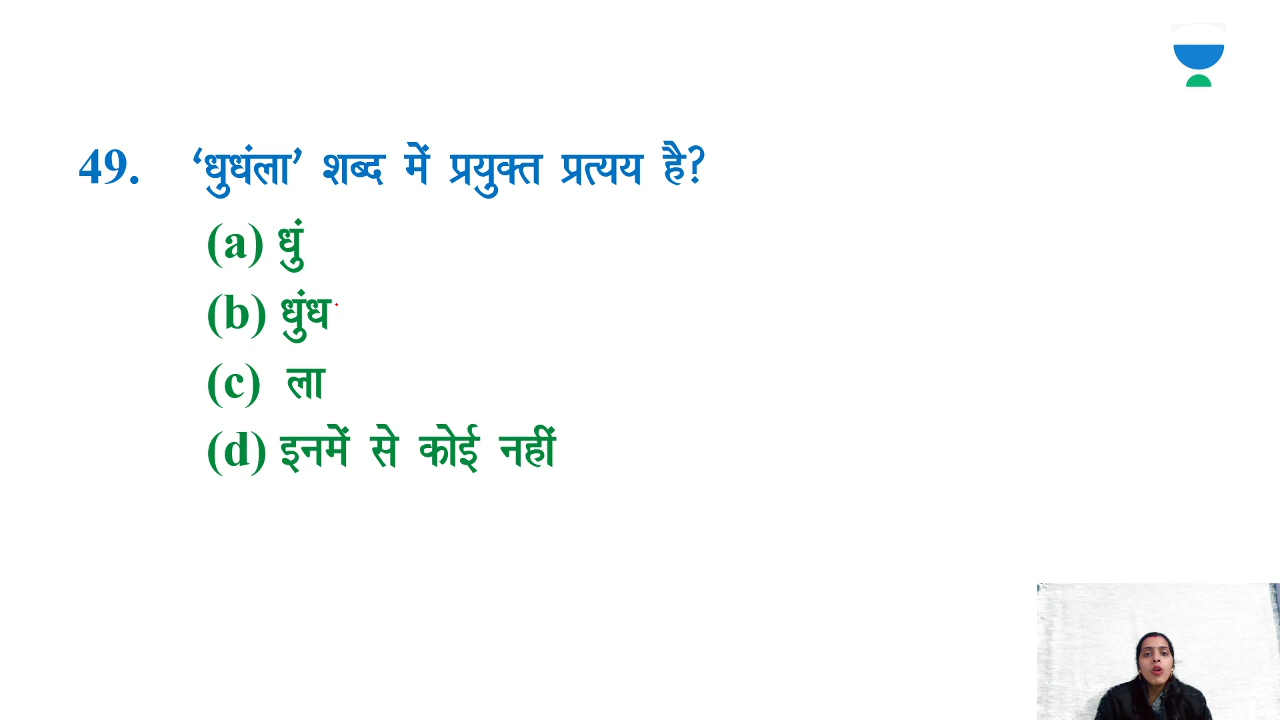 49. ‘धुधंला’ शब्द में प्रयुक्त प्रत्यय है?
(a) धुं
(b) धुंध
(c) ला
(d) इनमें से कोई नहीं